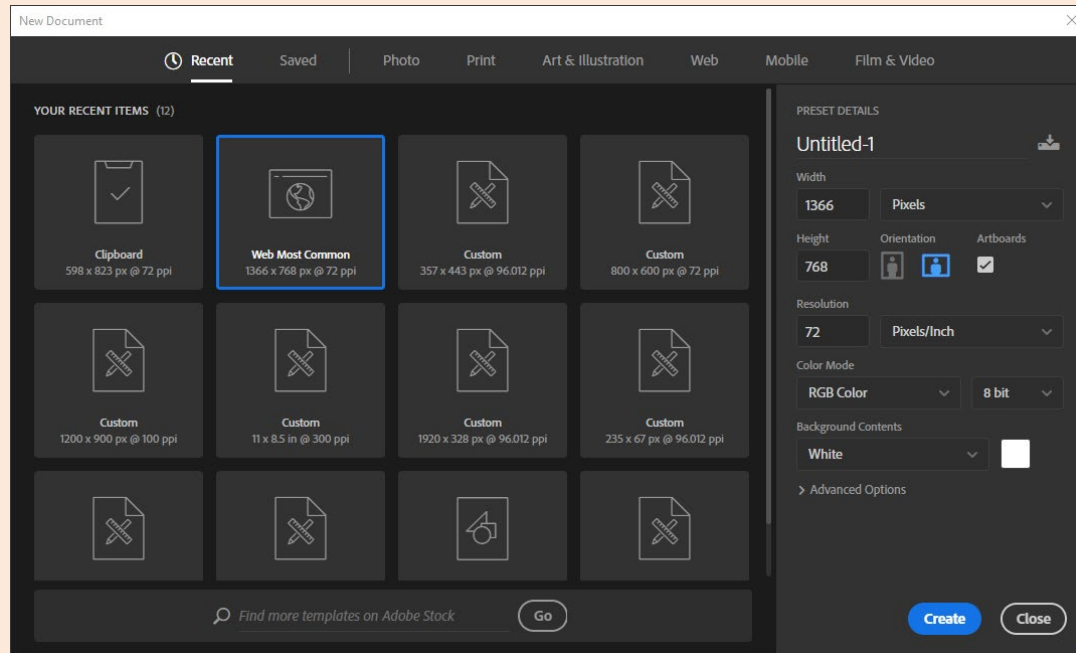 New Document
Recent
Saved
Photo
Print
Art & Illustration
Web
Mobile
Film & Video
YOUR RECENT ITEMS (12)
Clipboard
598 x 823 px @ 72 ppi
Web Most Common
1366 x 768 px @ 72 ppi
Custom
357 x 443 px @ 96.012 ppi
Custom
800 x 600 px @ 72 ppi
Custom
1200 x 900 px @ 100 ppi
Custom
11 x 8.5 in @ 300 ppi
Custom
1920 x 328 px @ 96.012 ppi
Custom
235 x 67 px @ 96.012 ppi
Find more templates on Adobe Stock
Go
PRESET DETAILS
Untitled-1
Width
1366
Pixels
Height
Orientation
Artboards
768
Resolution
72
Pixels/Inch
Color Mode
RGB Color
8 bit
Background Contents
White
Advanced Options
Create
Close